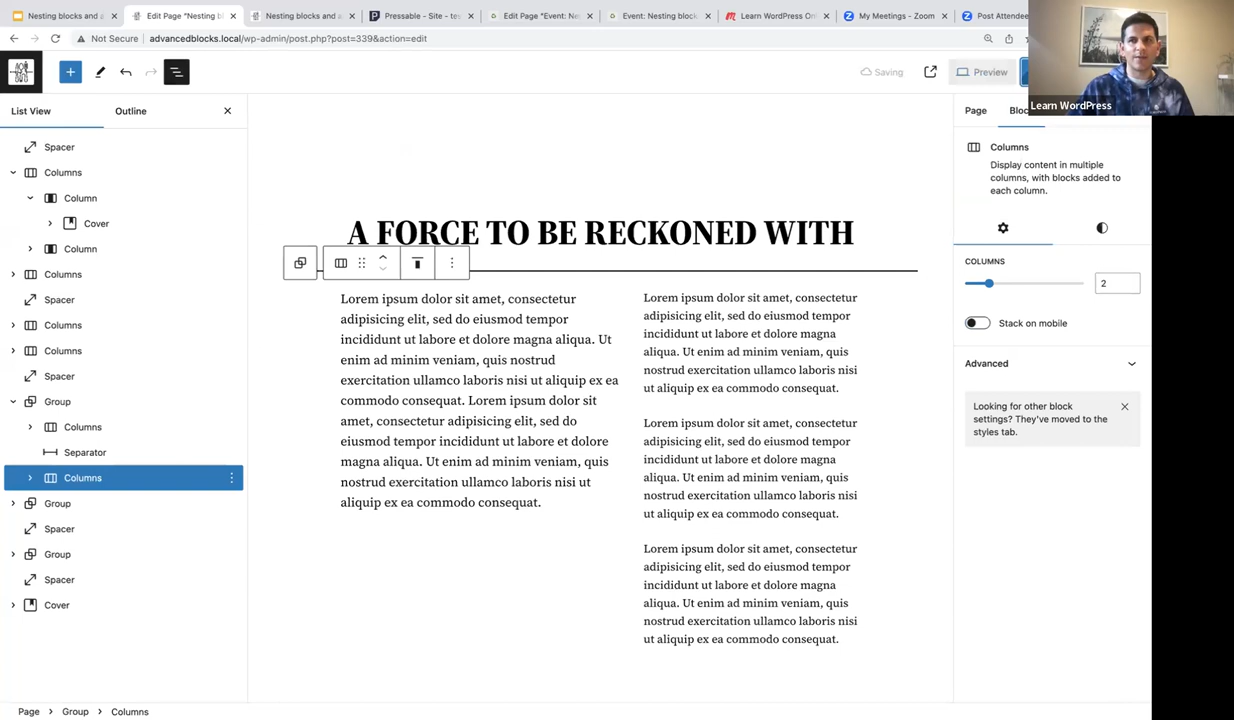 Nesting blocks and a
Edit Page "Nesting bl
Nesting blocks and a
Pressable - Site - te
Edit Page "Event: Ne
Event: Nesting block
Learn WordPress Onl
My Meetings - Zoom
Post Attendee
Not Secure
advancedblocks.local/wp-admin/post.php?post=339&action=edit
Saving
Preview
Learn WordPress
List View
Outline
Spacer
Columns
Column
Cover
Column
Columns
Spacer
Columns
Columns
Spacer
Group
Columns
Separator
Columns
Group
Spacer
Group
Spacer
Cover
A FORCE TO BE RECKONED WITH
Lorem ipsum dolor sit amet, consectetur
adipisicing elit, sed do eiusmod tempor
incididunt ut labore et dolore magna aliqua. Ut
enim ad minim veniam, quis nostrud
exercitation ullamco laboris nisi ut aliquip ex ea
commodo consequat. Lorem ipsum dolor sit
amet, consectetur adipisicing elit, sed do
eiusmod tempor incididunt ut labore et dolore
magna aliqua. Ut enim ad minim veniam, quis
nostrud exercitation ullamco laboris nisi ut
aliquip ex ea commodo consequat.
Lorem ipsum dolor sit amet, consectetur
adipisicing elit, sed do eiusmod tempor
incididunt ut labore et dolore magna
aliqua. Ut enim ad minim veniam, quis
nostrud exercitation ullamco laboris nisi
ut aliquip ex ea commodo consequat.
Lorem ipsum dolor sit amet, consectetur
adipisicing elit, sed do eiusmod tempor
incididunt ut labore et dolore magna
aliqua. Ut enim ad minim veniam, quis
nostrud exercitation ullamco laboris nisi
ut aliquip ex ea commodo consequat.
Lorem ipsum dolor sit amet, consectetur
adipisicing elit, sed do eiusmod tempor
incididunt ut labore et dolore magna
aliqua. Ut enim ad minim veniam, quis
nostrud exercitation ullamco laboris nisi
ut aliquip ex ea commodo consequat.
Page
Bloc
Columns
Display content in multiple
columns, with blocks added to
each column.
COLUMNS
2
Stack on mobile
Advanced
Looking for other block
settings? They've moved to the
styles tab.
Page > Group > Columns